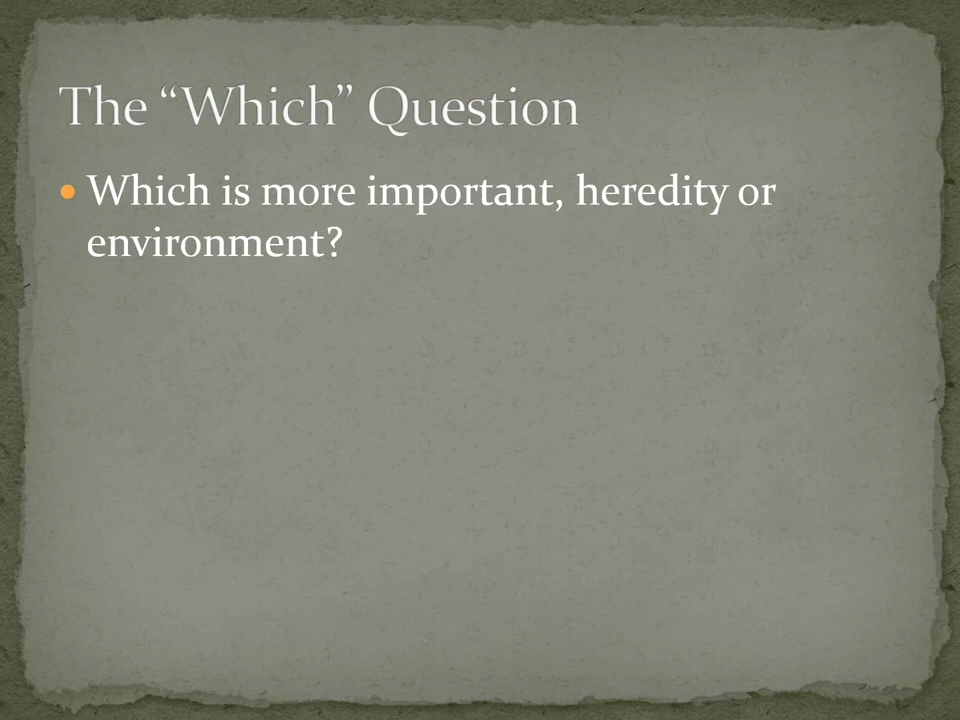 The “Which” Question
• Which is more important, heredity or
environment?